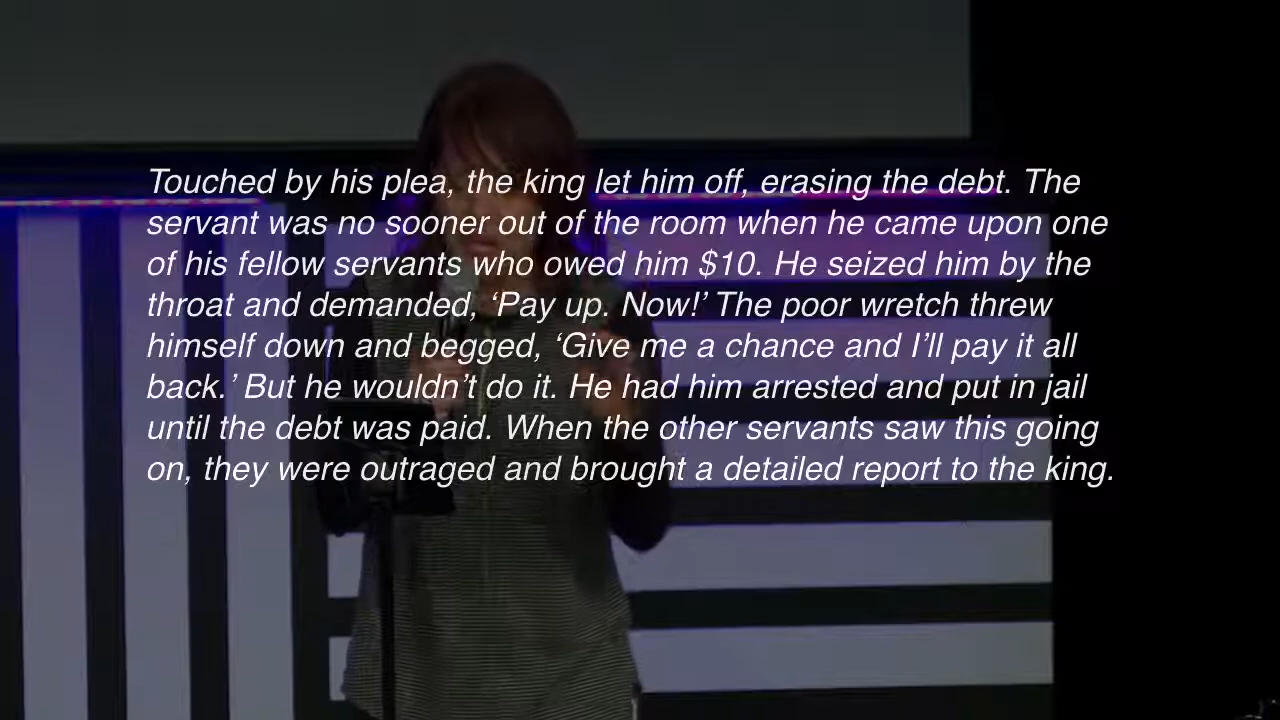 Touched by his plea, the king let him off, erasing the debt. The
servant was no sooner out of the room when he came upon one
of his fellow servants who owed him $10. He seized him by the
throat and demanded, ‘Pay up. Now!’ The poor wretch threw
himself down and begged, ‘Give me a chance and I’ll pay it all
back.’ But he wouldn’t do it. He had him arrested and put in jail
until the debt was paid. When the other servants saw this going
on, they were outraged and brought a detailed report to the king.